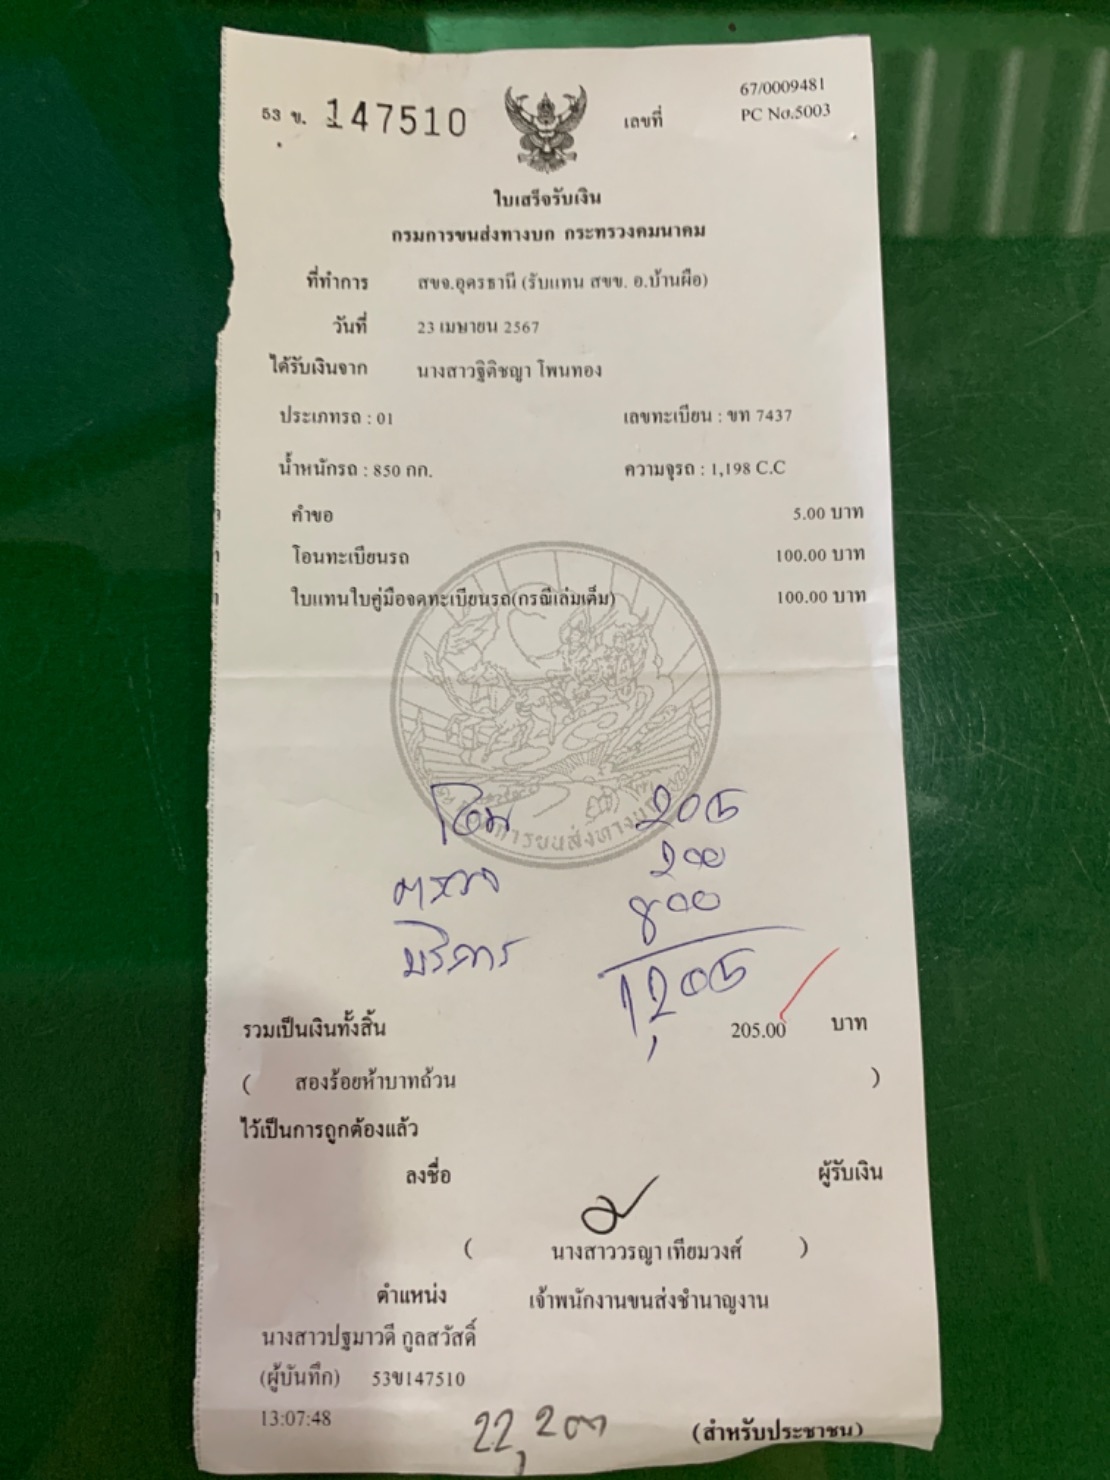 53 ข. 147510
เลขที่ 67/0009481
PC No.5003
ใบเสร็จรับเงิน
กรมการขนส่งทางบก กระทรวงคมนาคม
ที่ทำการ สขจ.อุดรธานี (รับแทน สขข. อ.บ้านผือ)
วันที่ 23 เมษายน 2567
ได้รับเงินจาก นางสาวฐิติชญา โพนทอง
ประเภทรถ : 01 เลขทะเบียน : ขท 7437
น้ำหนักรถ : 850 กก. ความจุรถ : 1,198 C.C
คำขอ 5.00 บาท
โอนทะเบียนรถ 100.00 บาท
ใบแทนใบคู่มือจดทะเบียนรถ(กรณีเล่มเต็ม) 100.00 บาท
โอน 205
ตรวจ 200
บริการ 800
1,205
รวมเป็นเงินทั้งสิ้น 205.00 บาท
( สองร้อยห้าบาทถ้วน )
ไว้เป็นการถูกต้องแล้ว
ลงชื่อ ผู้รับเงิน
( นางสาววรญา เทียมวงศ์ )
ตำแหน่ง เจ้าพนักงานขนส่งชำนาญงาน
นางสาวปฐมาวดี กูลสวัสดิ์
(ผู้บันทึก) 53ข147510
13:07:48
(สำหรับประชาชน)